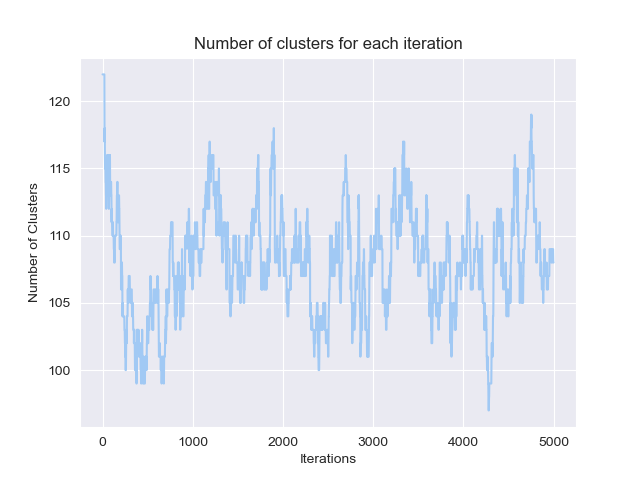 Number of clusters for each iteration
Number of Clusters
120
115
110
105
100
0 1000 2000 3000 4000 5000
Iterations